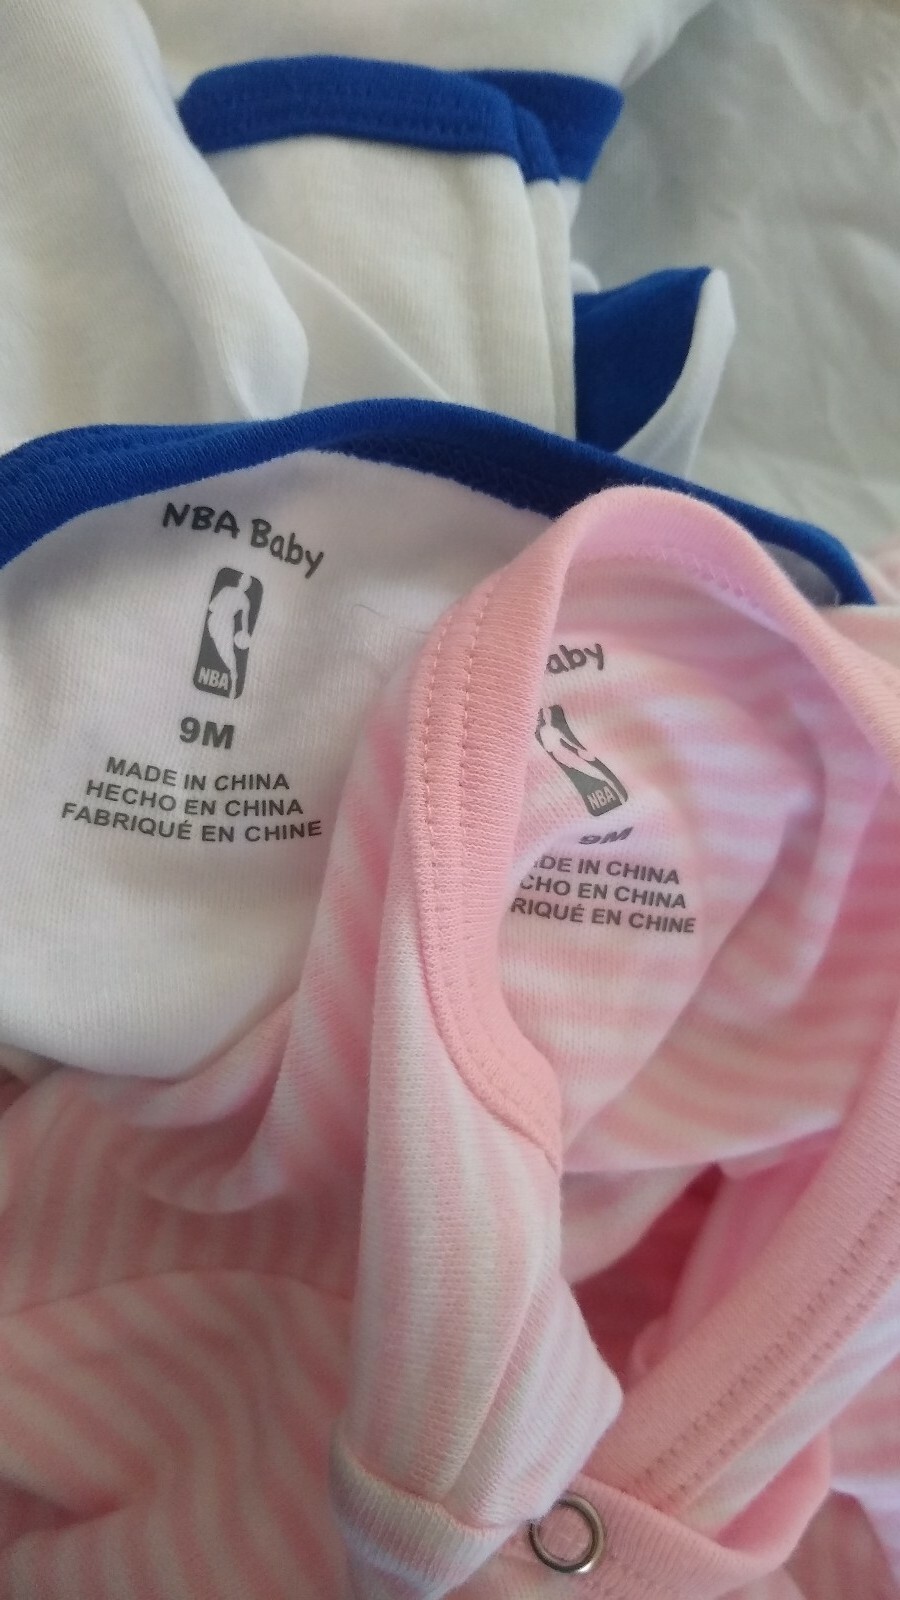 NBA Baby
NBA
9M
MADE IN CHINA
HECHO EN CHINA
FABRIQUÉ EN CHINE
aby
NBA
9M
DE IN CHINA
CHO EN CHINA
RIQUÉ EN CHINE